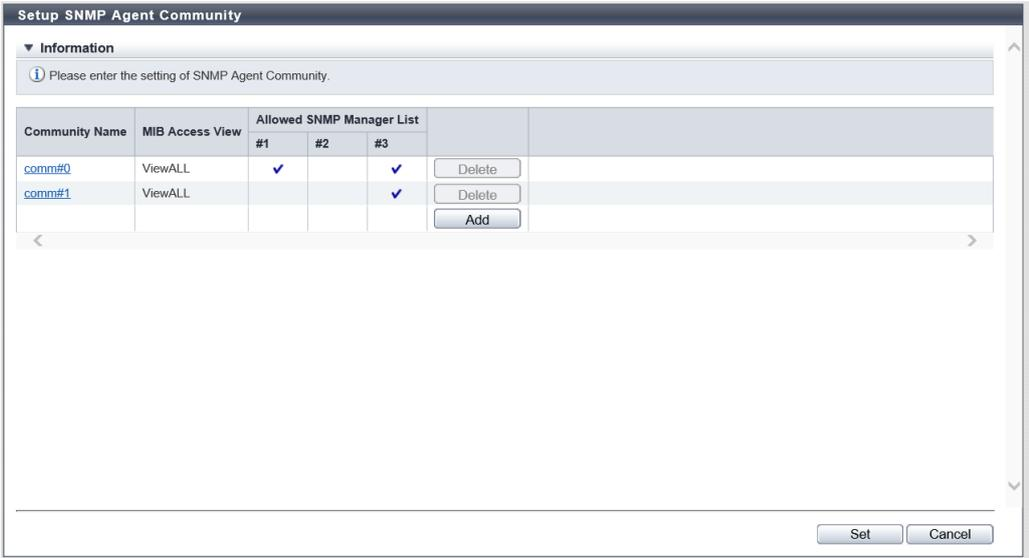 Setup SNMP Agent Community
Information
Please enter the setting of SNMP Agent Community.
Community Name MIB Access View Allowed SNMP Manager List
#1 #2 #3
comm#0 ViewALL ✔ ✔ Delete
comm#1 ViewALL ✔ Delete
Add
Set Cancel